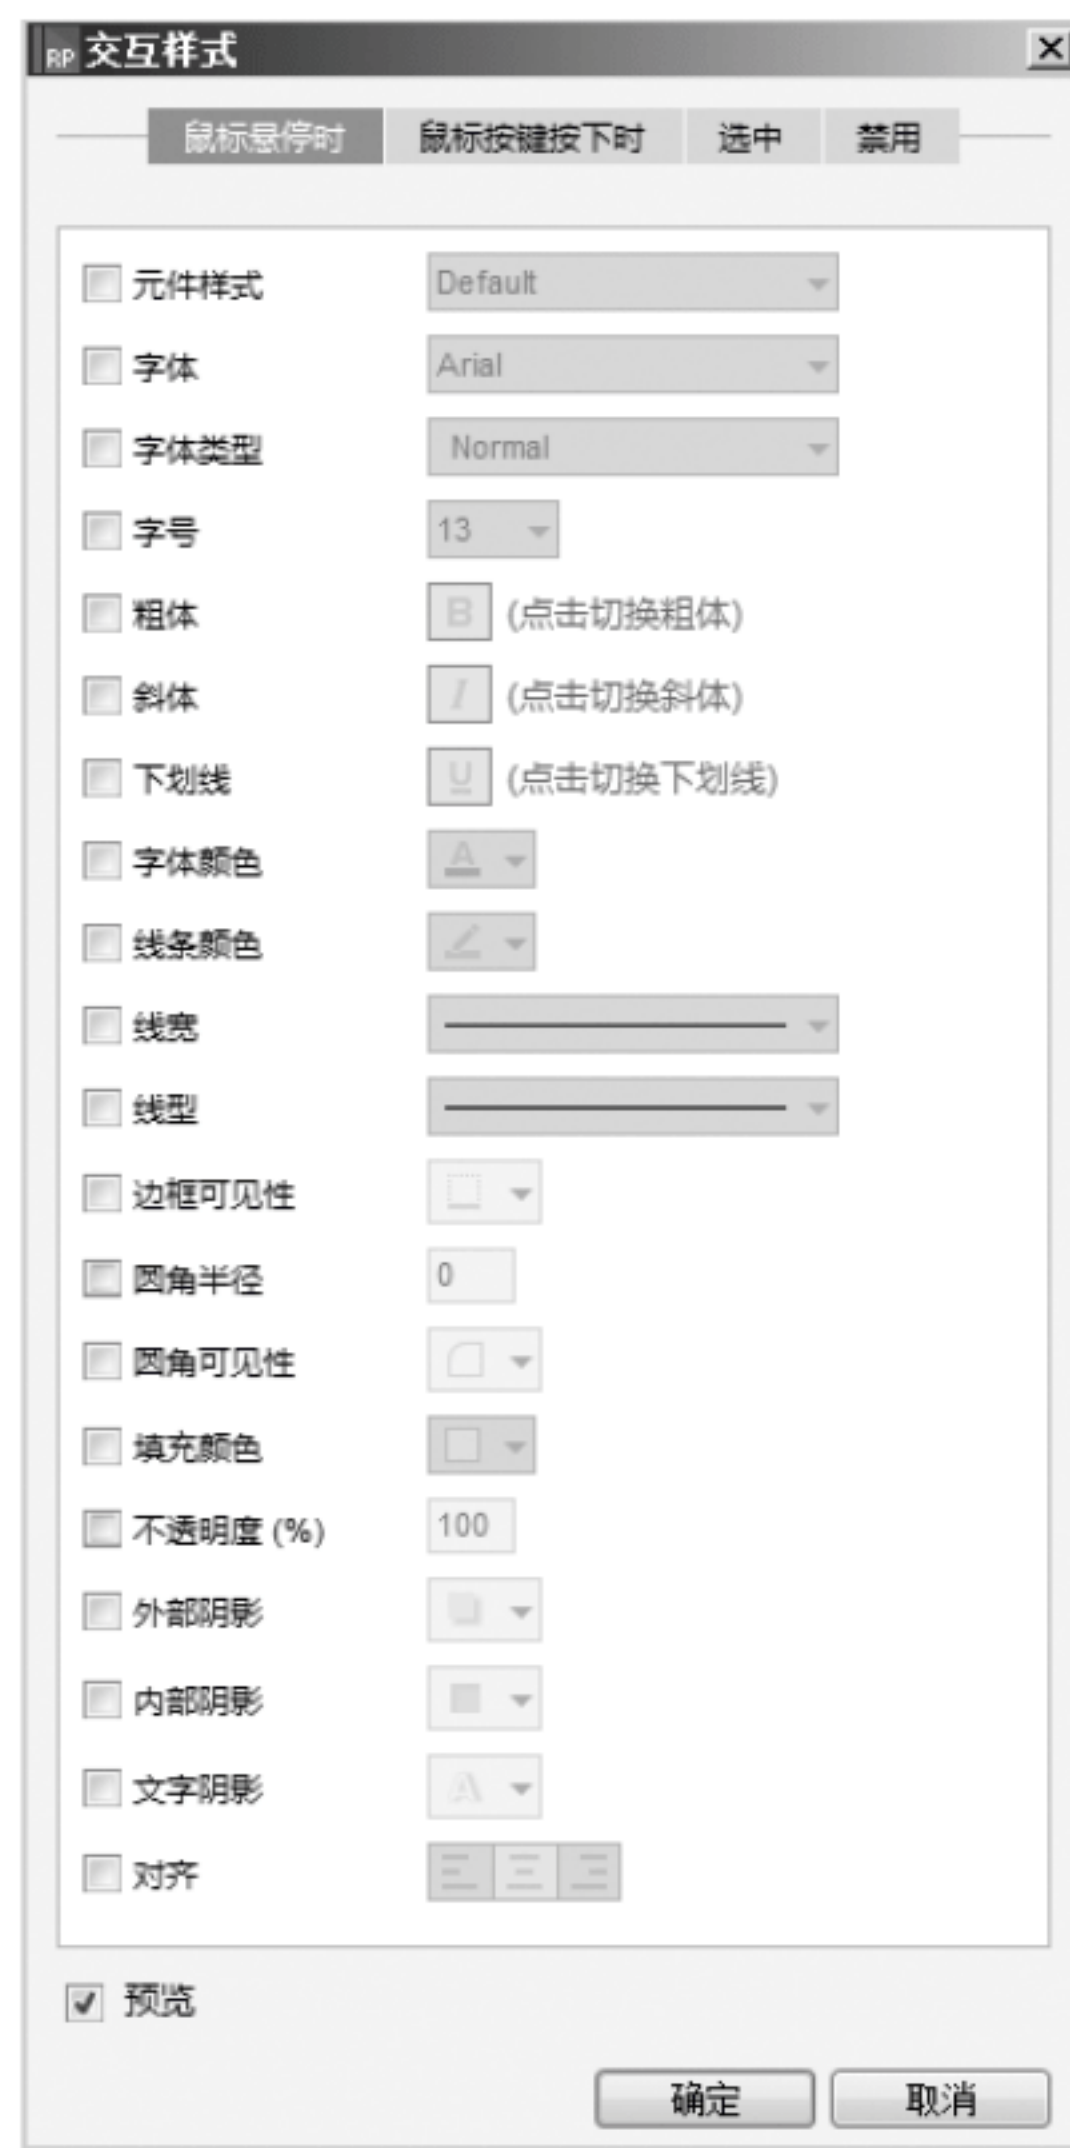 RP 交互样式
鼠标悬停时 鼠标按键按下时 选中 禁用
元件样式 Default
字体 Arial
字体类型 Normal
字号 13
粗体 B (点击切换粗体)
斜体 I (点击切换斜体)
下划线 U (点击切换下划线)
字体颜色 A
线条颜色
线宽
线型
边框可见性
圆角半径 0
圆角可见性
填充颜色
不透明度 (%) 100
外部阴影
内部阴影
文字阴影 A
对齐
预览
确定 取消